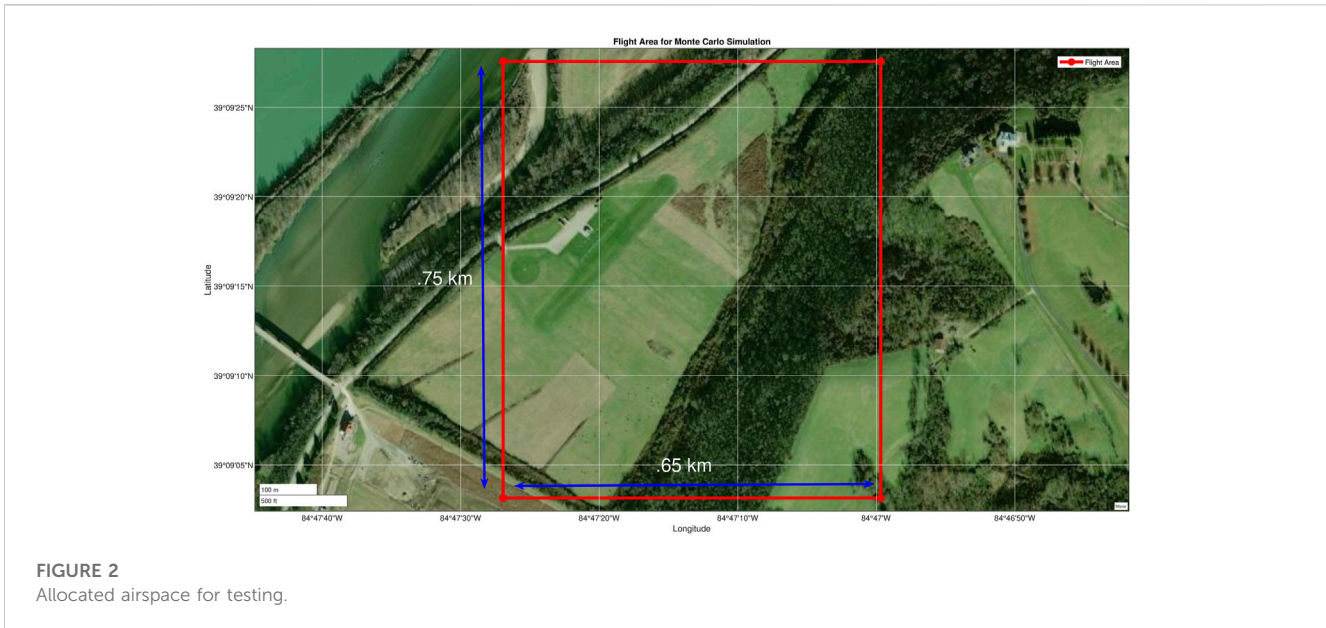 Flight Area for Monte Carlo Simulation
Flight Area
39°09'25"N
39°09'20"N
39°09'15"N
39°09'10"N
39°09'05"N
Latitude
.75 km
.65 km
100 m
500 ft
84°47'40"W
84°47'30"W
84°47'20"W
84°47'10"W
84°47'W
84°46'50"W
Longitude
FIGURE 2
Allocated airspace for testing.